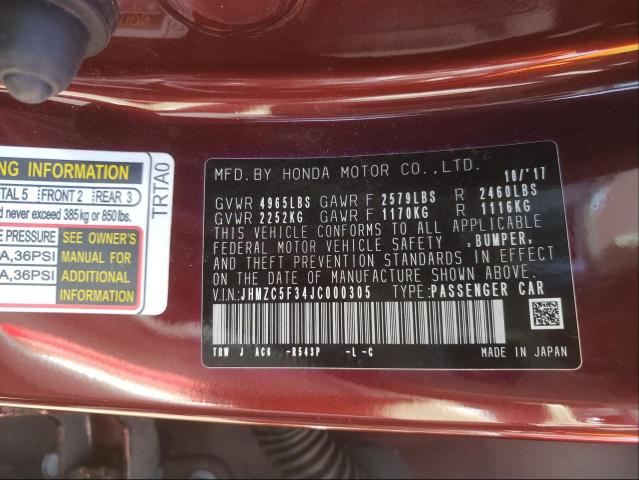 NG INFORMATION
TAL 5 FRONT 2 REAR 3
d never exceed 385 kg or 850 lbs.
E PRESSURE SEE OWNER'S
A,36PSI MANUAL FOR
ADDITIONAL
A,36PSI INFORMATION
TRTA0
MFD. BY HONDA MOTOR CO.,LTD. 10/'17
GVWR 4965LBS GAWR F 2579LBS R 2460LBS
GVWR 2252KG GAWR F 1170KG R 1116KG
THIS VEHICLE CONFORMS TO ALL APPLICABLE
FEDERAL MOTOR VEHICLE SAFETY ,BUMPER,
AND THEFT PREVENTION STANDARDS IN EFFECT
ON THE DATE OF MANUFACTURE SHOWN ABOVE.
V.I.N:JHMZC5F34JC000305 TYPE:PASSENGER CAR
TRW J AC6 -R543P -L -C
MADE IN JAPAN